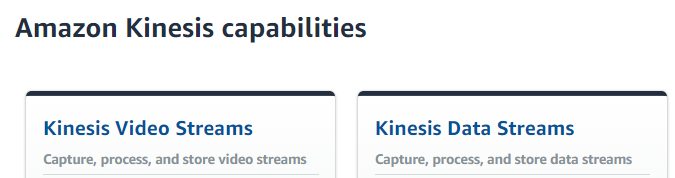 Amazon Kinesis capabilities
Kinesis Video Streams
Capture, process, and store video streams
Kinesis Data Streams
Capture, process, and store data streams